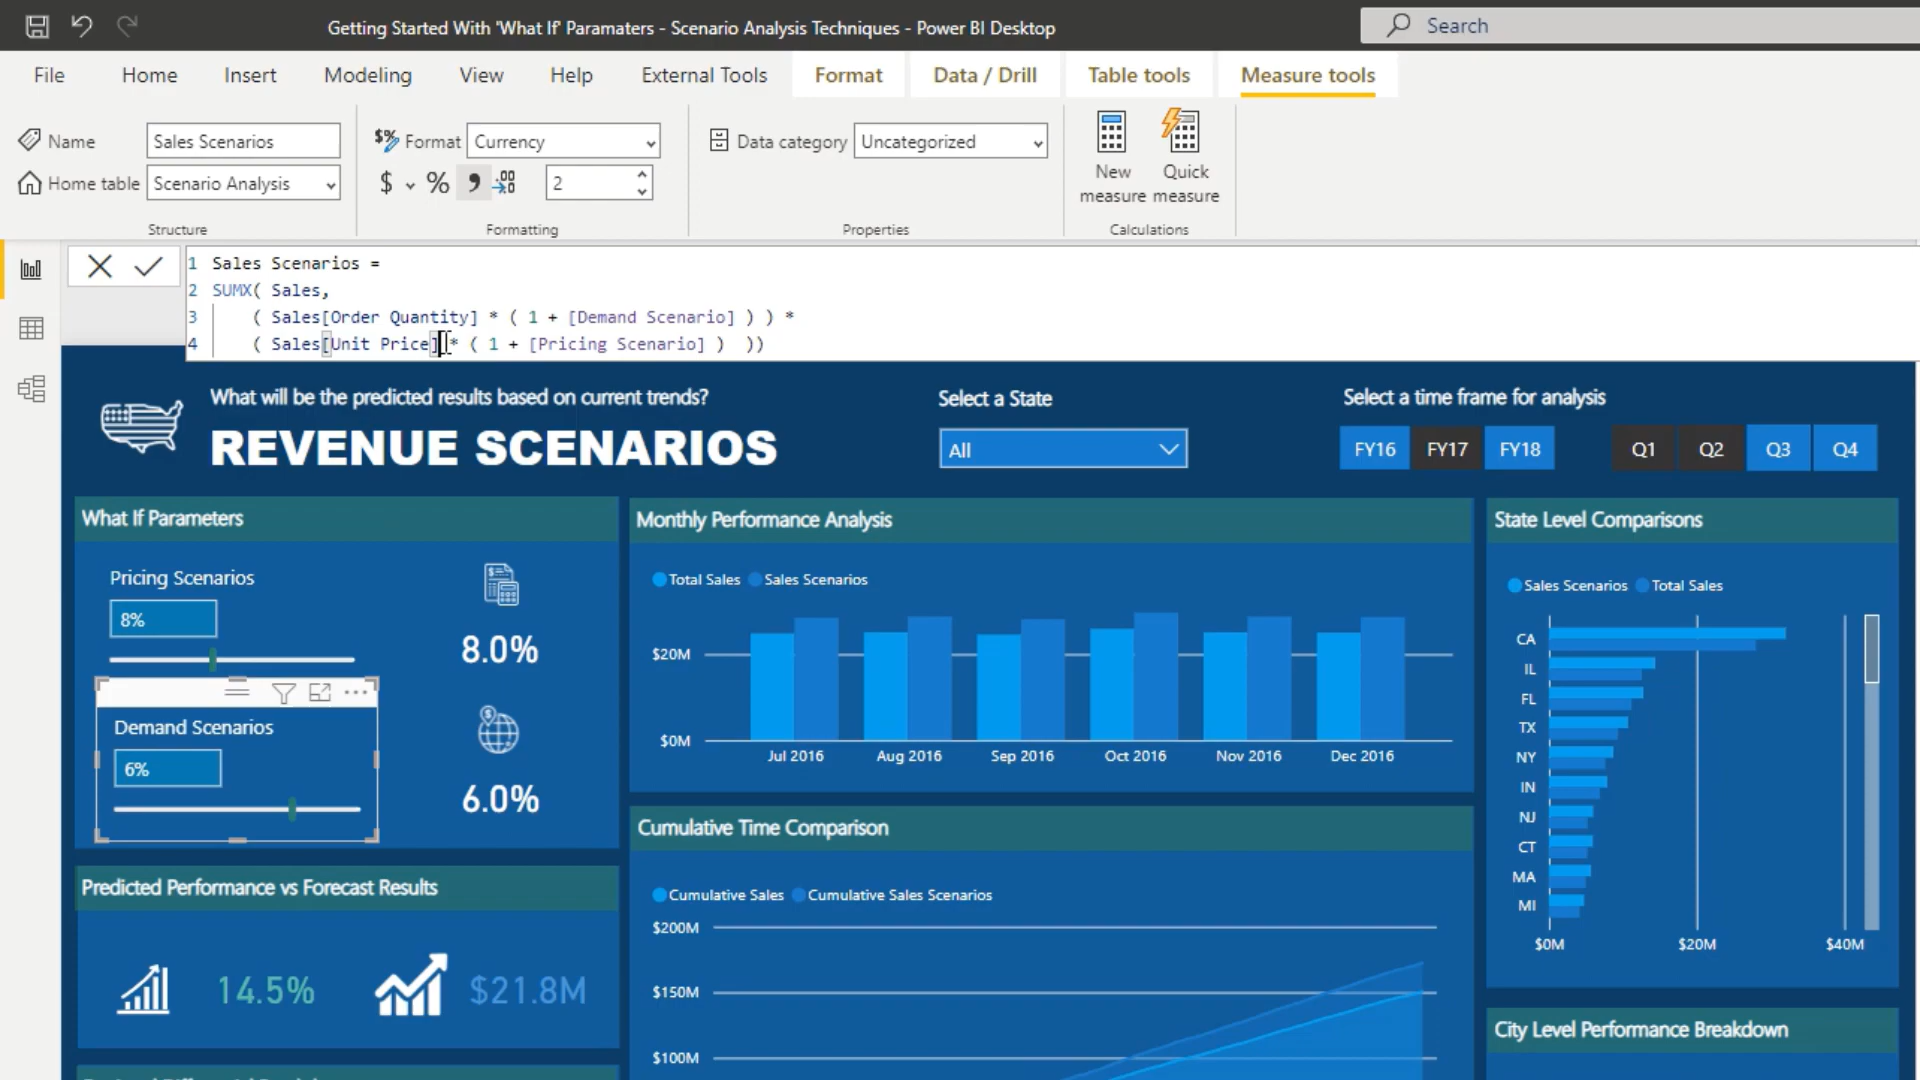 Getting Started With 'What If' Paramaters - Scenario Analysis Techniques - Power BI Desktop
Search
File Home Insert Modeling View Help External Tools Format Data / Drill Table tools Measure tools
Name Sales Scenarios
Home table Scenario Analysis
Structure
$% Format Currency
$ % , .00 2
Formatting
Data category Uncategorized
Properties
New measure
Quick measure
Calculations
1 Sales Scenarios =
2 SUMX( Sales,
3 ( Sales[Order Quantity] * ( 1 + [Demand Scenario] ) ) *
4 ( Sales[Unit Price] * ( 1 + [Pricing Scenario] ) ))
What will be the predicted results based on current trends?
REVENUE SCENARIOS
Select a State
All
Select a time frame for analysis
FY16 FY17 FY18 Q1 Q2 Q3 Q4
What If Parameters
Pricing Scenarios
8%
8.0%
Demand Scenarios
6%
6.0%
Predicted Performance vs Forecast Results
14.5% $21.8M
Monthly Performance Analysis
Total Sales Sales Scenarios
$20M
$0M
Jul 2016 Aug 2016 Sep 2016 Oct 2016 Nov 2016 Dec 2016
Cumulative Time Comparison
Cumulative Sales Cumulative Sales Scenarios
$200M
$150M
$100M
State Level Comparisons
Sales Scenarios Total Sales
CA
IL
FL
TX
NY
IN
NJ
CT
MA
MI
$0M $20M $40M
City Level Performance Breakdown